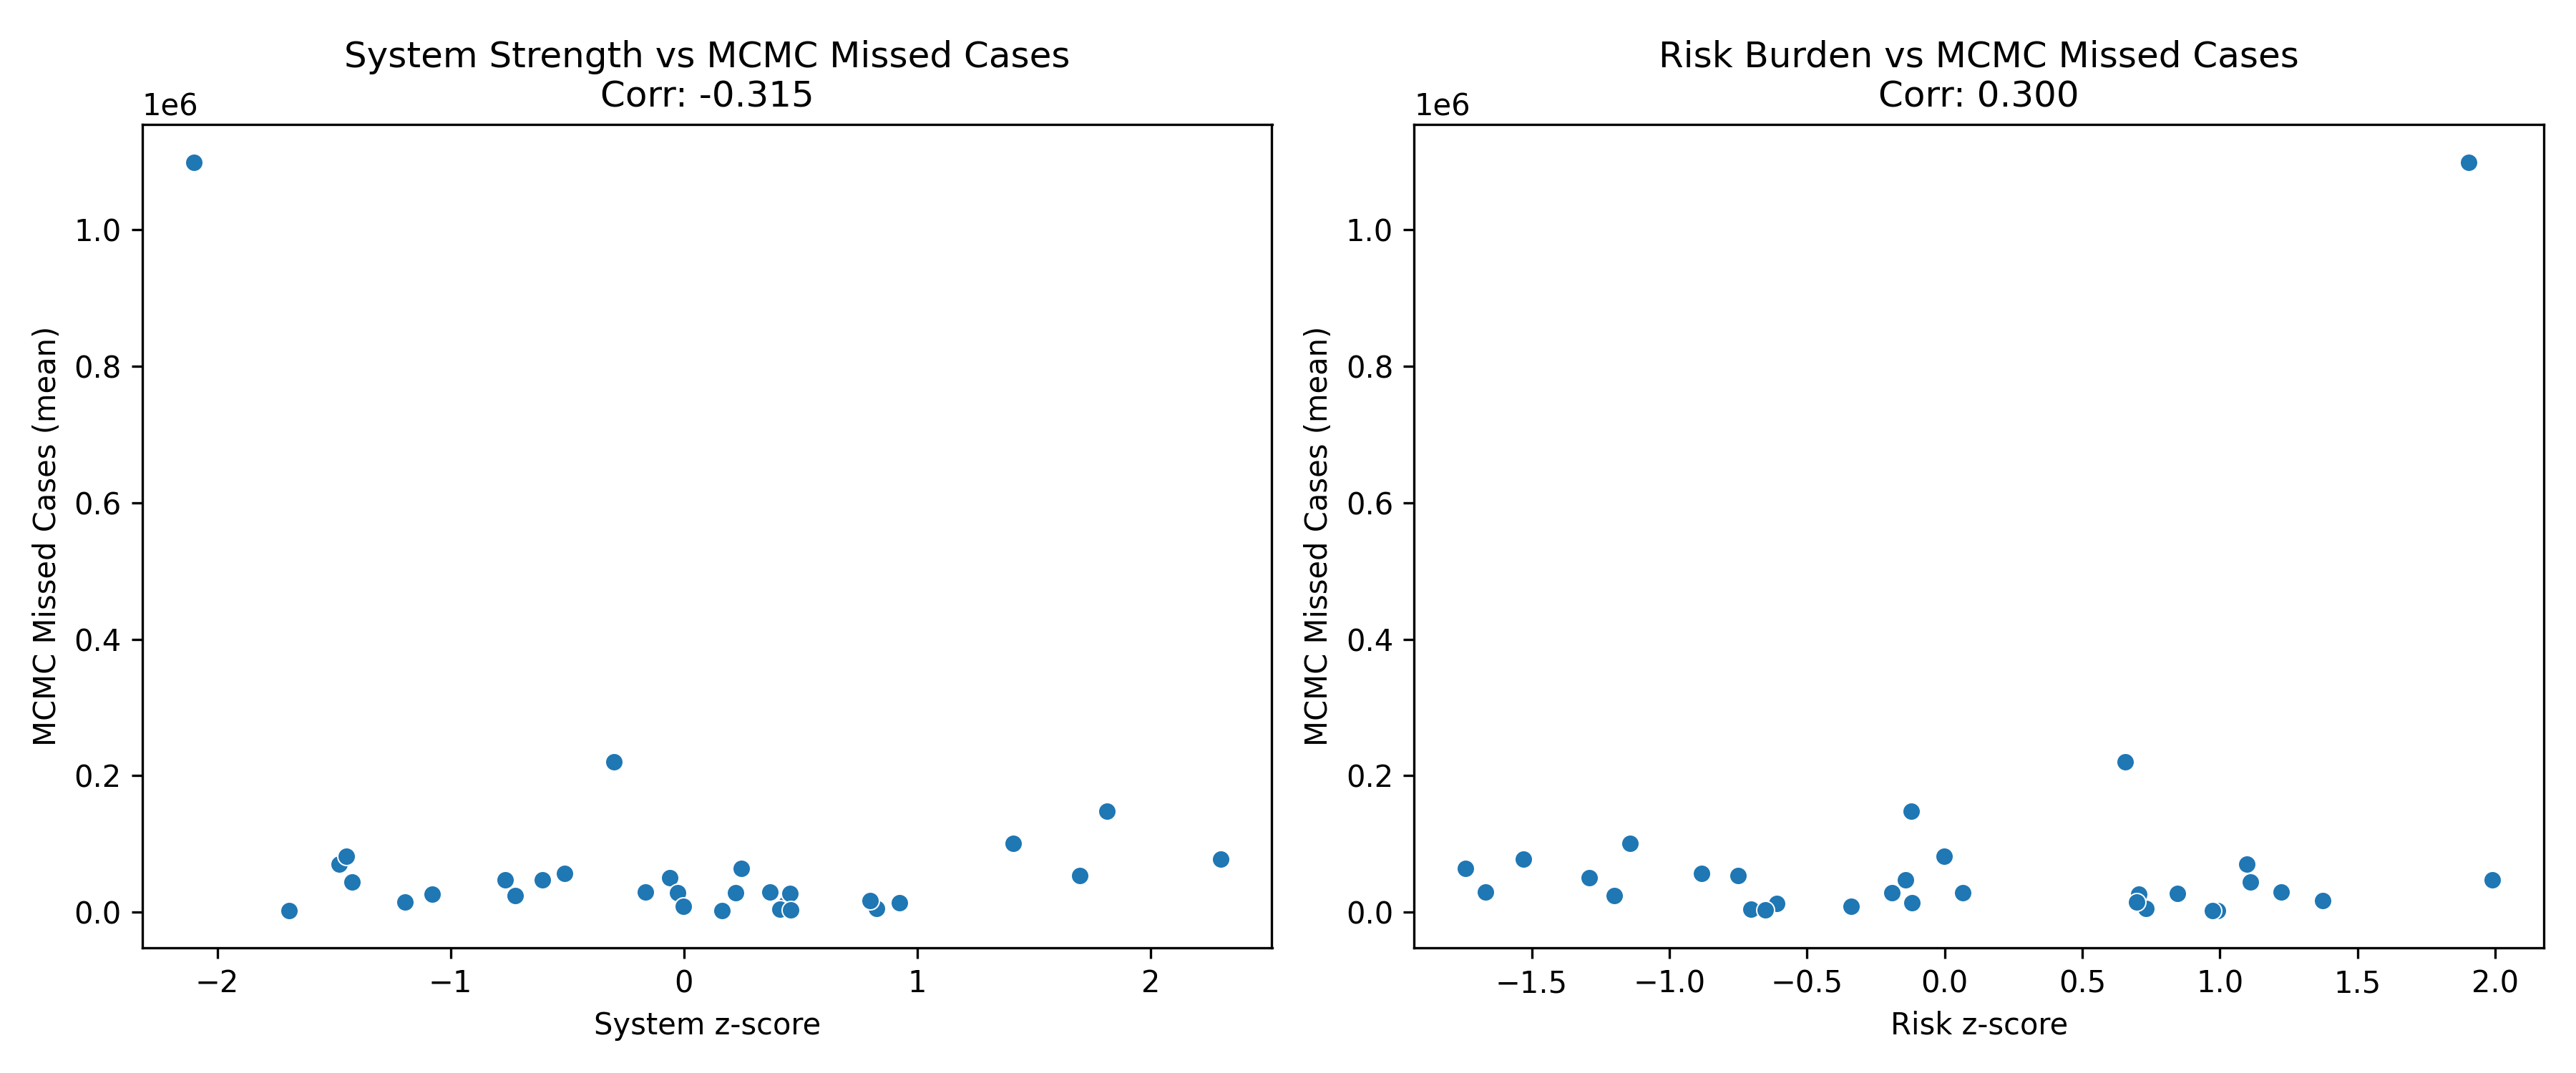 System Strength vs MCMC Missed Cases
Corr: -0.315
1e6
1.0
0.8
0.6
0.4
0.2
0.0
MCMC Missed Cases (mean)
−2 −1 0 1 2
System z-score
Risk Burden vs MCMC Missed Cases
Corr: 0.300
1e6
1.0
0.8
0.6
0.4
0.2
0.0
MCMC Missed Cases (mean)
−1.5 −1.0 −0.5 0.0 0.5 1.0 1.5 2.0
Risk z-score